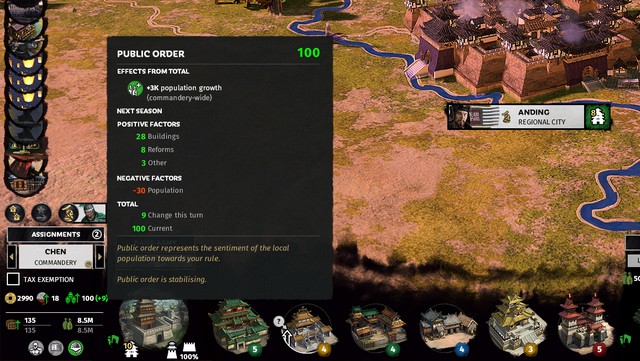 PUBLIC ORDER 100
EFFECTS FROM TOTAL
+3K population growth
(commandery-wide)
NEXT SEASON
POSITIVE FACTORS
28 Buildings
8 Reforms
3 Other
NEGATIVE FACTORS
-30 Population
TOTAL
9 Change this turn
100 Current
Public order represents the sentiment of the local
population towards your rule.
Public order is stabilising.
ANDING
REGIONAL CITY
8
ASSIGNMENTS 2
CHEN
COMMANDERY
TAX EXEMPTION
2990 18 100 (+9)
135 8.5M
135 8.5M
10
100%
5
?
4
4
4
3
5